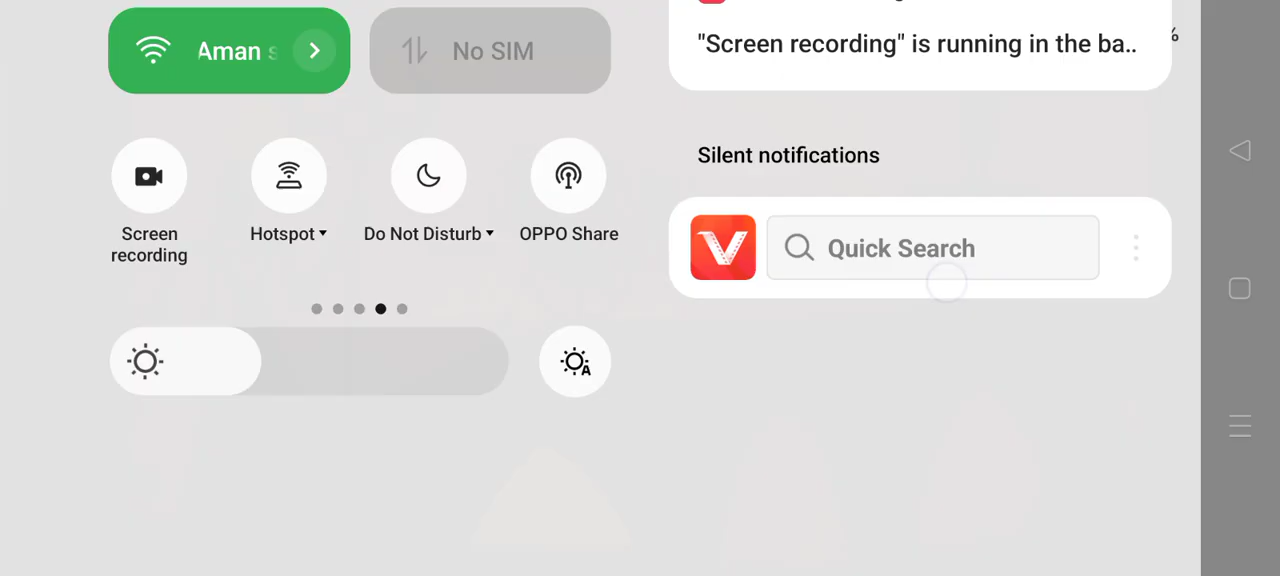 Aman s
No SIM
Screen recording
Hotspot
Do Not Disturb
OPPO Share
"Screen recording" is running in the ba..
%
Silent notifications
Quick Search